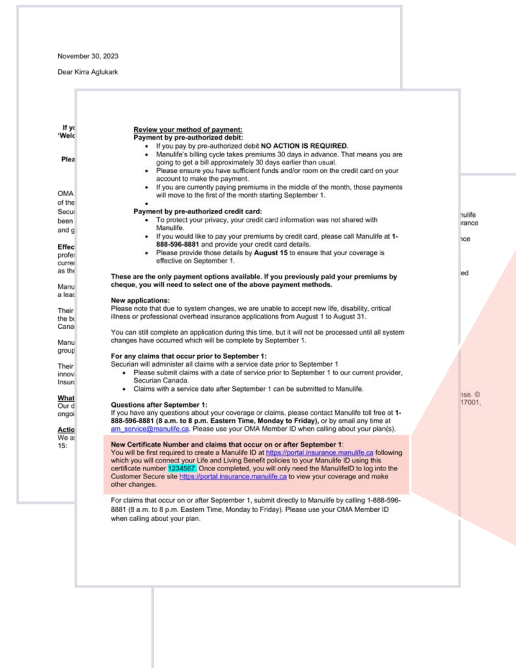 November 30, 2023
Dear Kirra Aglukark
If yo
'Welc
Plea
OMA
of the
Secur
been
and g
Effec
profes
curre
as the
Manu
a lead
Their
the bu
Cana
Manu
group
Their
innov
Insura
What
Our d
ongoi
Actio
We a
15:
Review your method of payment:
Payment by pre-authorized debit:
• If you pay by pre-authorized debit NO ACTION IS REQUIRED.
• Manulife's billing cycle takes premiums 30 days in advance. That means you are
going to get a bill approximately 30 days earlier than usual.
• Please ensure you have sufficient funds and/or room on the credit card on your
account to make the payment.
• If you are currently paying premiums in the middle of the month, those payments
will move to the first of the month starting September 1.
•
Payment by pre-authorized credit card:
• To protect your privacy, your credit card information was not shared with
Manulife.
• If you would like to pay your premiums by credit card, please call Manulife at 1-
888-596-8881 and provide your credit card details.
• Please provide those details by August 15 to ensure that your coverage is
effective on September 1.
These are the only payment options available. If you previously paid your premiums by
cheque, you will need to select one of the above payment methods.
New applications:
Please note that due to system changes, we are unable to accept new life, disability, critical
illness or professional overhead insurance applications from August 1 to August 31.
You can still complete an application during this time, but it will not be processed until all system
changes have occurred which will be complete by September 1.
For any claims that occur prior to September 1:
Securian will administer all claims with a service date prior to September 1
• Please submit claims with a date of service prior to September 1 to our current provider,
Securian Canada.
• Claims with a service date after September 1 can be submitted to Manulife.
Questions after September 1:
If you have any questions about your coverage or claims, please contact Manulife toll free at 1-
888-596-8881 (8 a.m. to 8 p.m. Eastern Time, Monday to Friday), or by email any time at
am_service@manulife.ca. Please use your OMA Member ID when calling about your plan(s).
New Certificate Number and claims that occur on or after September 1:
You will be first required to create a Manulife ID at https://portal.insurance.manulife.ca following
which you will connect your Life and Living Benefit policies to your Manulife ID using this
certificate number 1234567. Once completed, you will only need the ManulifeID to log into the
Customer Secure site https://portal.insurance.manulife.ca to view your coverage and make
other changes.
For claims that occur on or after September 1, submit directly to Manulife by calling 1-888-596-
8881 (8 a.m. to 8 p.m. Eastern Time, Monday to Friday). Please use your OMA Member ID
when calling about your plan.
nulife
rance
nce
ed
nse. ©
17001,